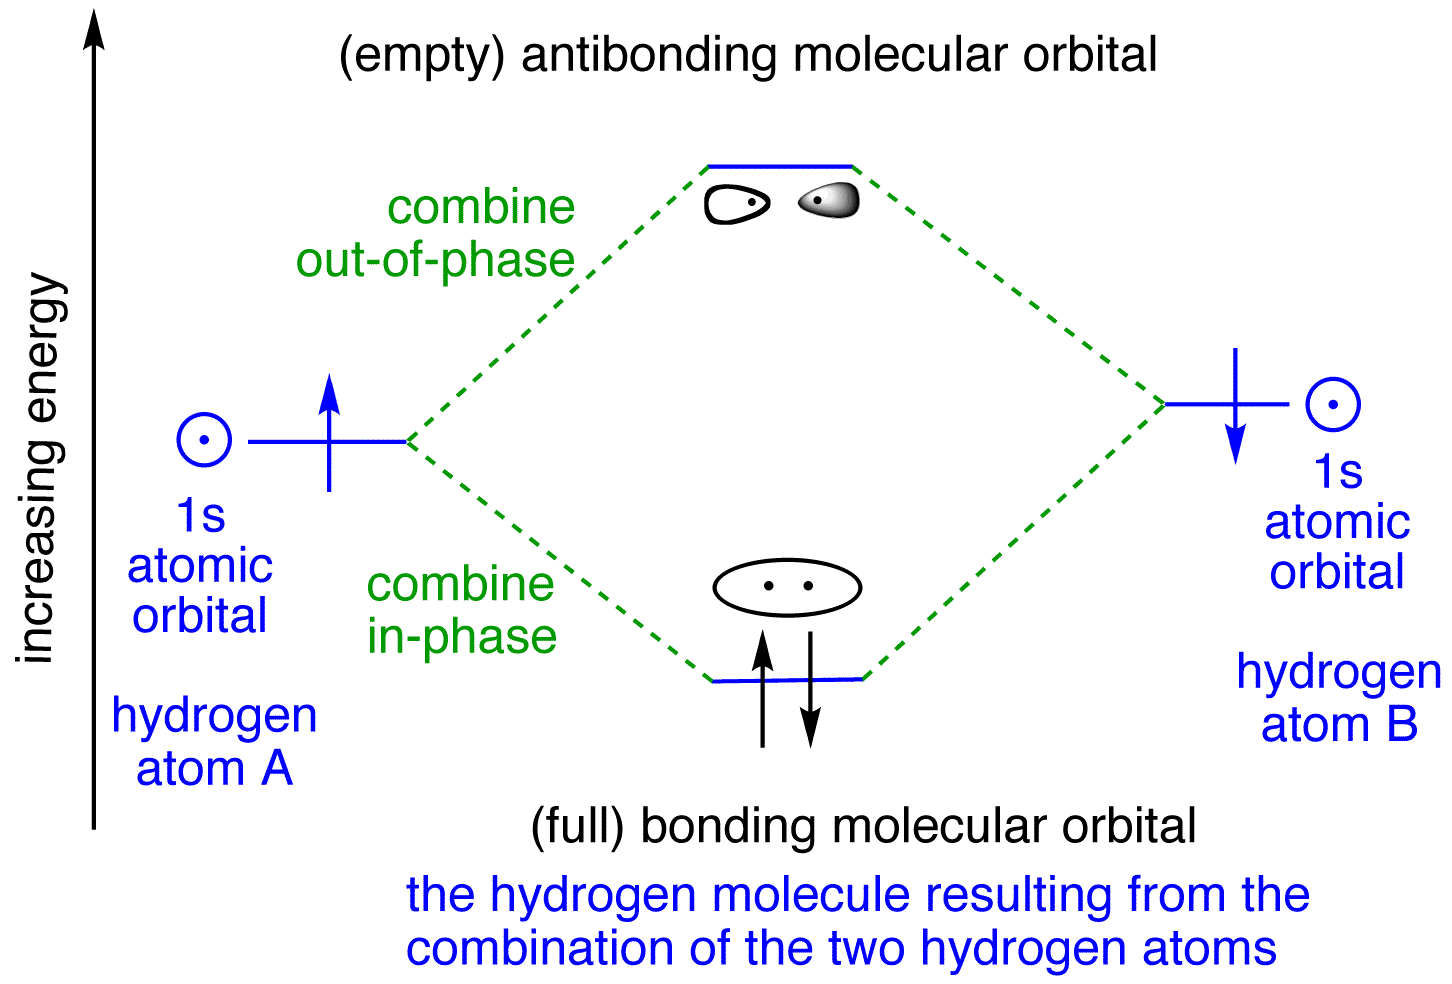 (empty) antibonding molecular orbital
combine
out-of-phase
increasing energy
1s
atomic
orbital
hydrogen
atom A
combine
in-phase
1s
atomic
orbital
hydrogen
atom B
(full) bonding molecular orbital
the hydrogen molecule resulting from the
combination of the two hydrogen atoms